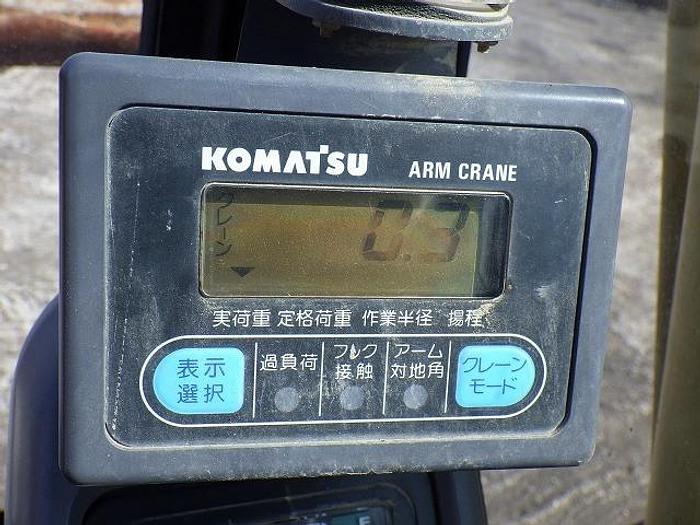 KOMATSU ARM CRANE
クレーン 0.3
実荷重 定格荷重 作業半径 揚程
表示選択
過負荷
フック接触
アーム対地角
クレーンモード